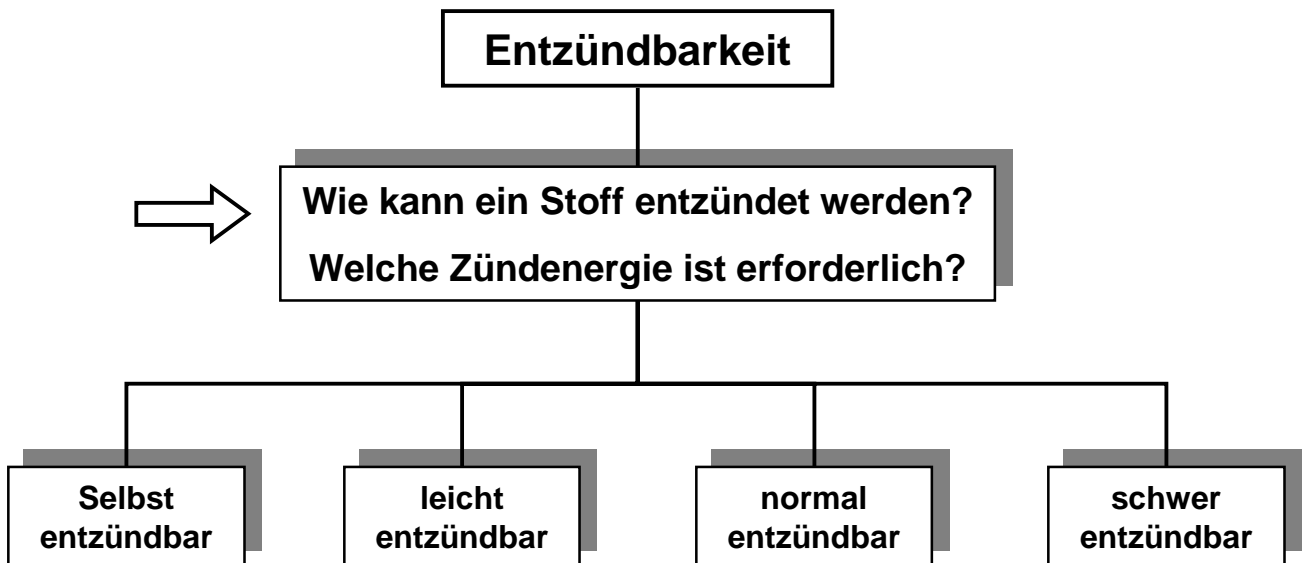 Entzündbarkeit
Wie kann ein Stoff entzündet werden?
Welche Zündenergie ist erforderlich?
Selbst
entzündbar
leicht
entzündbar
normal
entzündbar
schwer
entzündbar